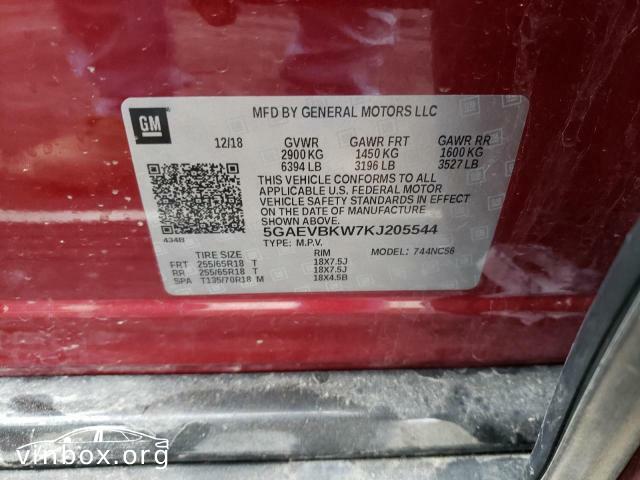 GM
MFD BY GENERAL MOTORS LLC
12/18 GVWR GAWR FRT GAWR RR
2900 KG 1450 KG 1600 KG
6394 LB 3196 LB 3527 LB
THIS VEHICLE CONFORMS TO ALL
APPLICABLE U.S. FEDERAL MOTOR
VEHICLE SAFETY STANDARDS IN EFFECT
ON THE DATE OF MANUFACTURE
SHOWN ABOVE.
434B 5GAEVBKW7KJ205544
TYPE: M.P.V. MODEL: 744NC56
TIRE SIZE RIM
FRT 255/65R18 T 18X7.5J
RR 255/65R18 T 18X7.5J
SPA T135/70R18 M 18X4.5B
vinbox.org